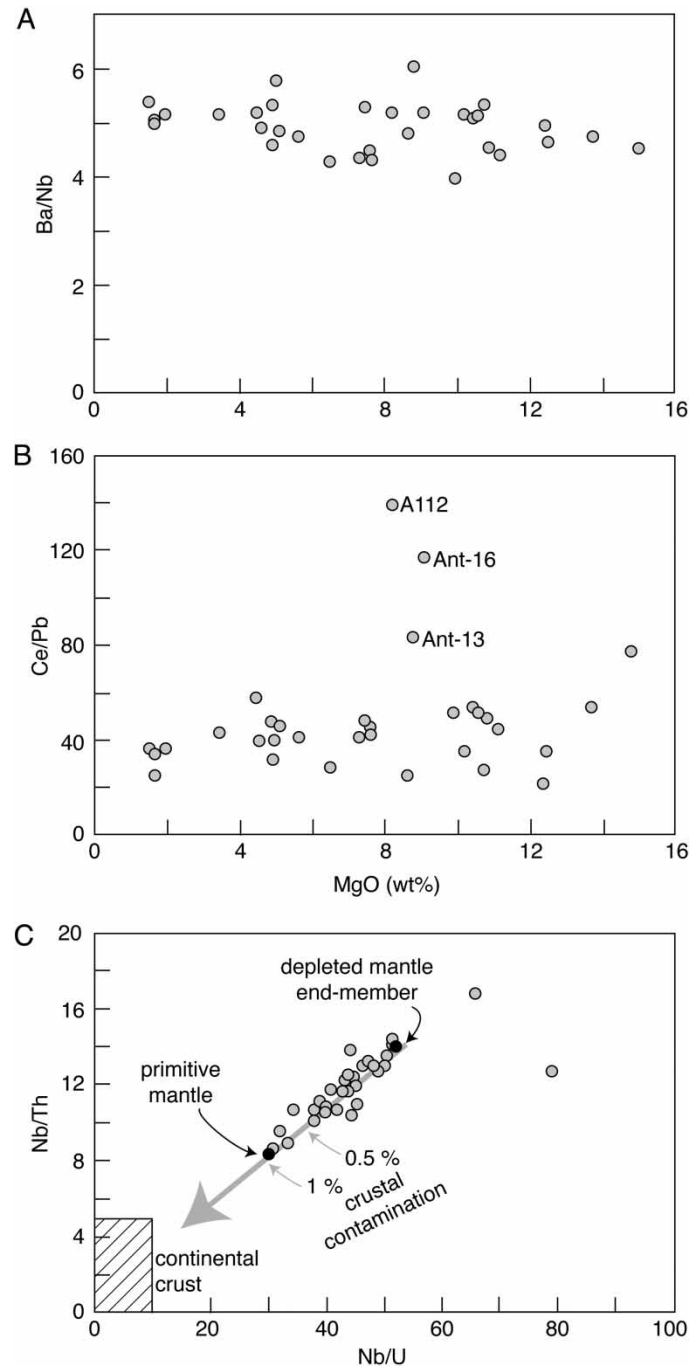 A
6
4
2
0
Ba/Nb
0 4 8 12 16
B
160
120
80
40
0
Ce/Pb
A112
Ant-16
Ant-13
0 4 8 12 16
MgO (wt%)
C
20
16
12
8
4
0
Nb/Th
depleted mantle
end-member
primitive
mantle
0.5 %
1 %
crustal
contamination
continental
crust
0 20 40 60 80 100
Nb/U